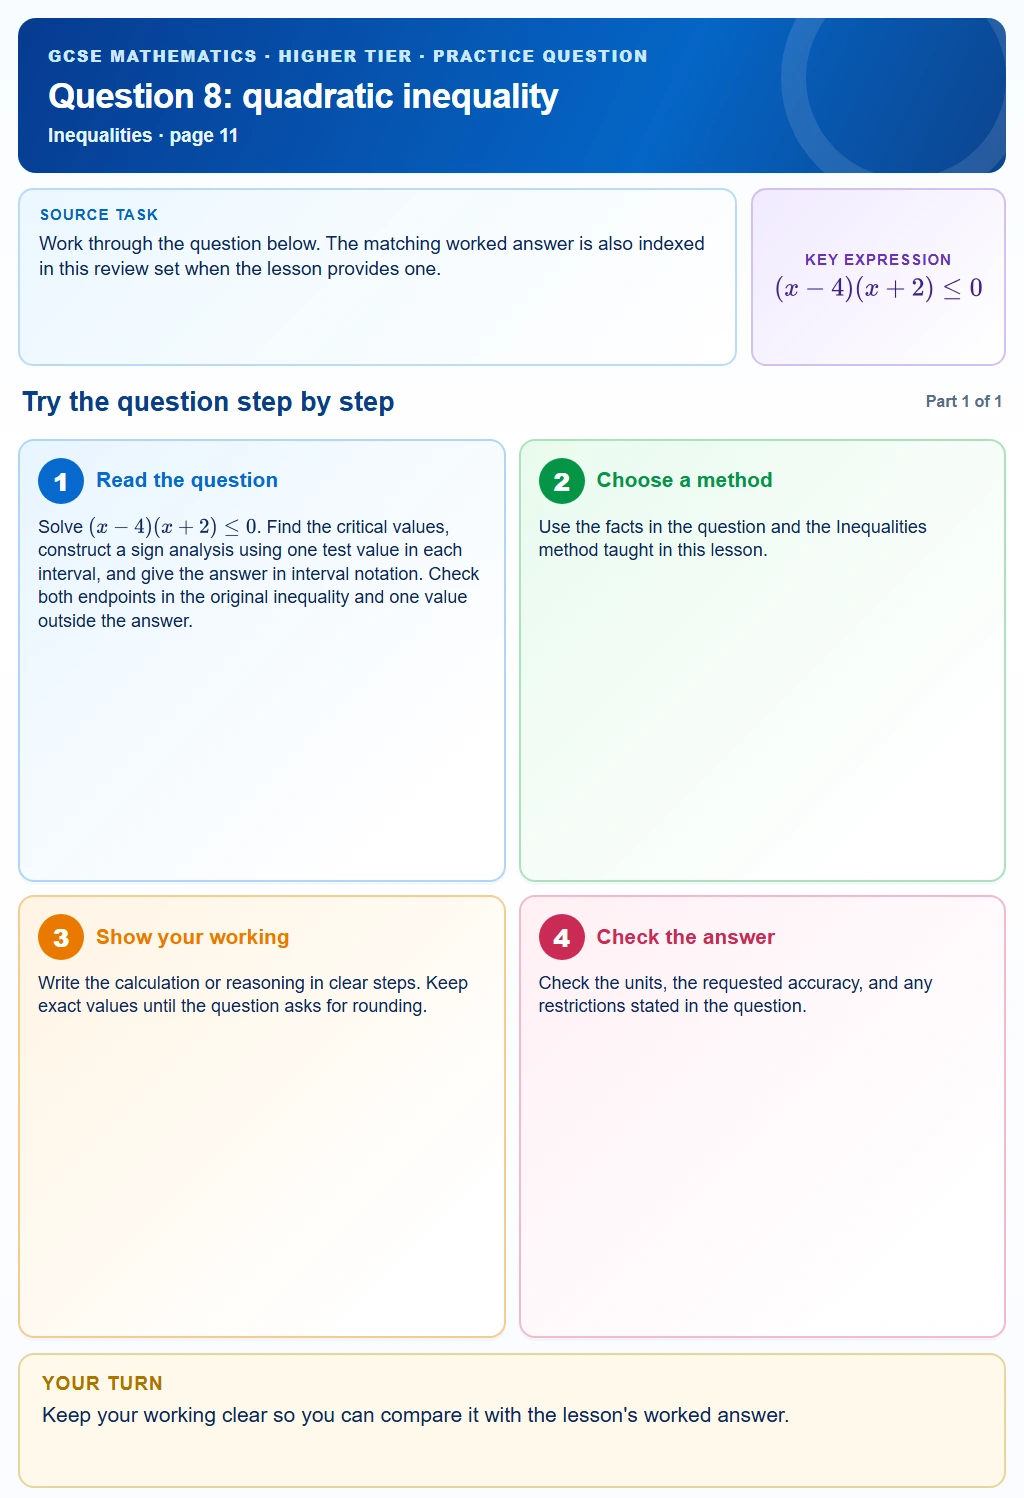 GCSE MATHEMATICS · HIGHER TIER · PRACTICE QUESTION
Question 8: quadratic inequality
Inequalities · page 11
SOURCE TASK
Work through the question below. The matching worked answer is also indexed
in this review set when the lesson provides one.
KEY EXPRESSION
(x − 4)(x + 2) ≤ 0
Try the question step by step
Part 1 of 1
1 Read the question
Solve (x − 4)(x + 2) ≤ 0. Find the critical values,
construct a sign analysis using one test value in each
interval, and give the answer in interval notation. Check
both endpoints in the original inequality and one value
outside the answer.
2 Choose a method
Use the facts in the question and the Inequalities
method taught in this lesson.
3 Show your working
Write the calculation or reasoning in clear steps. Keep
exact values until the question asks for rounding.
4 Check the answer
Check the units, the requested accuracy, and any
restrictions stated in the question.
YOUR TURN
Keep your working clear so you can compare it with the lesson's worked answer.